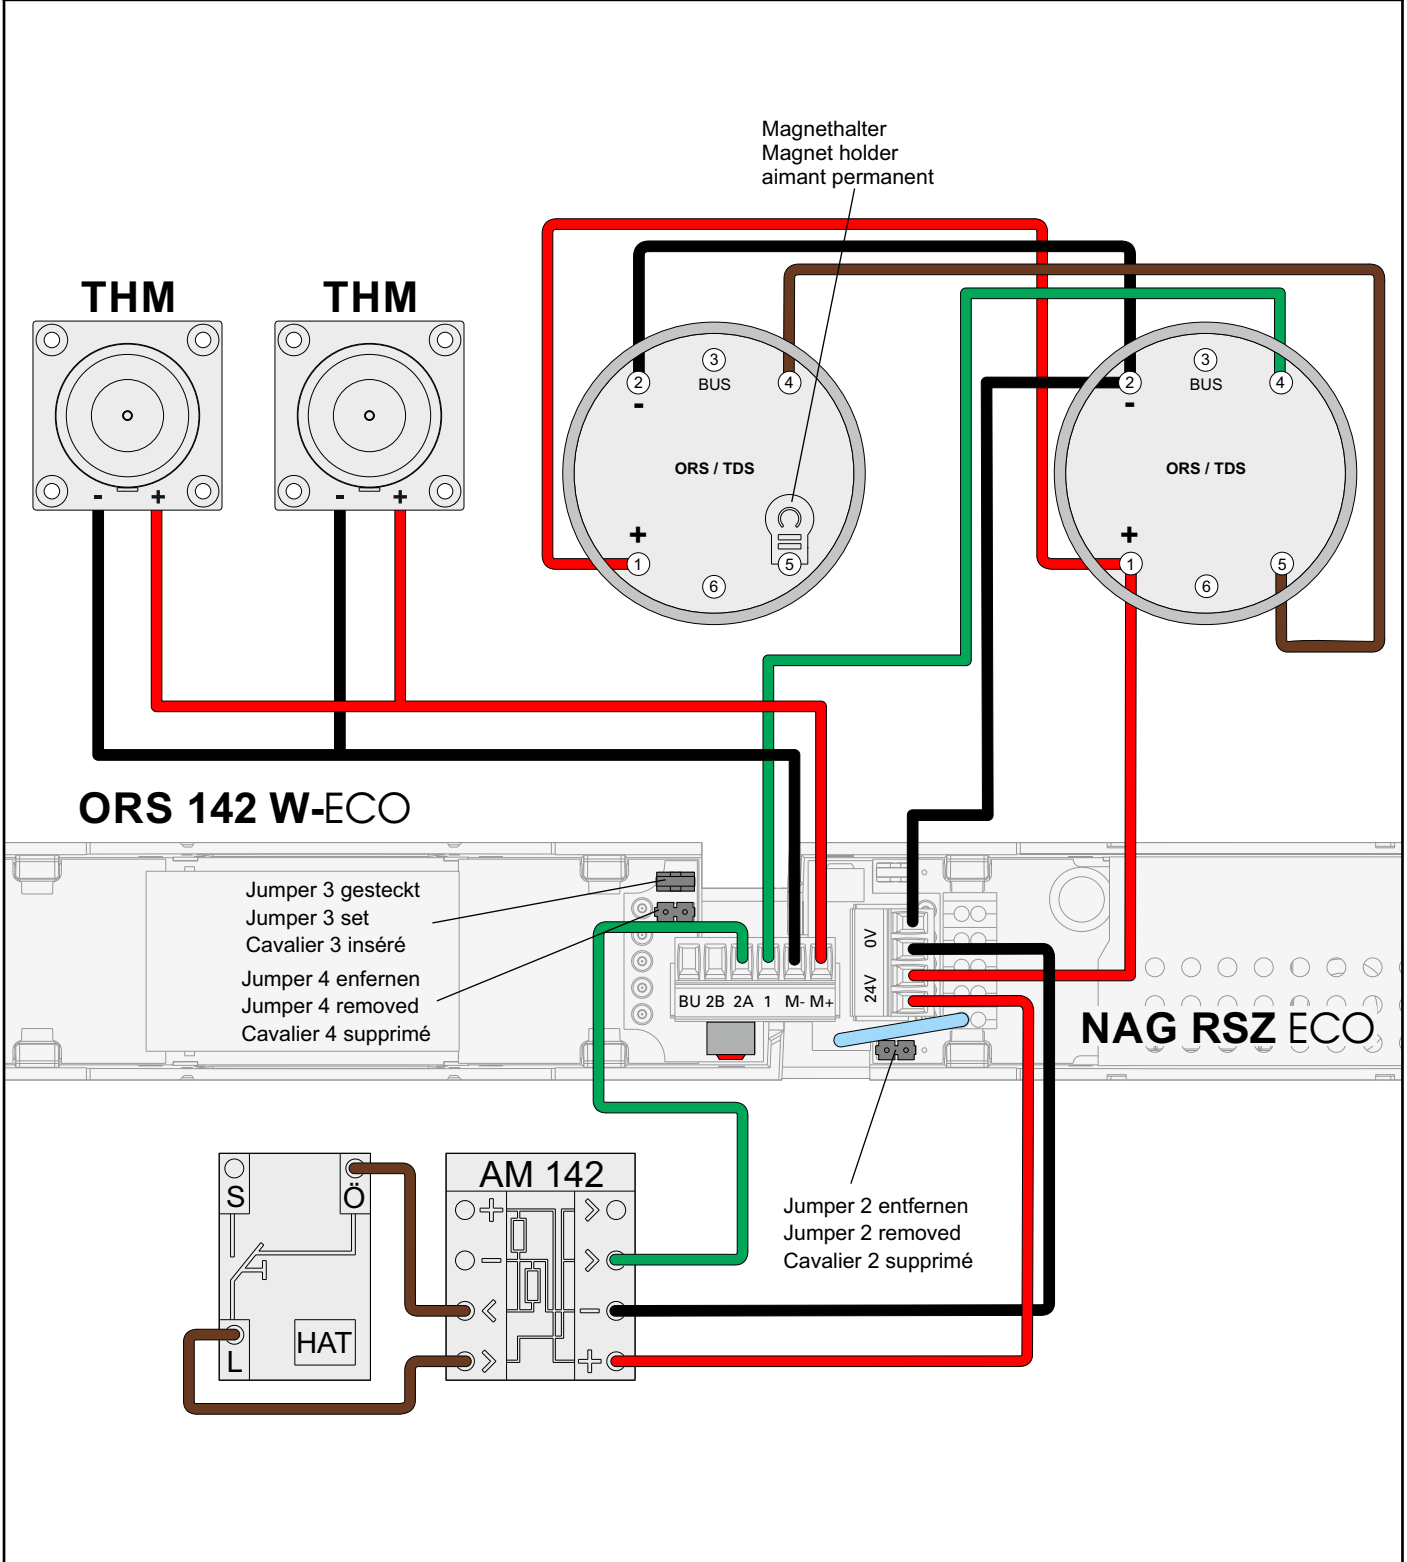 Magnethalter
Magnet holder
aimant permanent
THM
THM
- +
- +
2
3
BUS
4
-
ORS / TDS
+
1
5
6
2
3
BUS
4
-
ORS / TDS
+
1
5
6
ORS 142 W-ECO
Jumper 3 gesteckt
Jumper 3 set
Cavalier 3 inséré
Jumper 4 enfernen
Jumper 4 removed
Cavalier 4 supprimé
BU 2B 2A 1 M- M+
0V
24V
NAG RSZ ECO
Jumper 2 entfernen
Jumper 2 removed
Cavalier 2 supprimé
S Ö
L
HAT
AM 142
+ >
- >
< -
> +